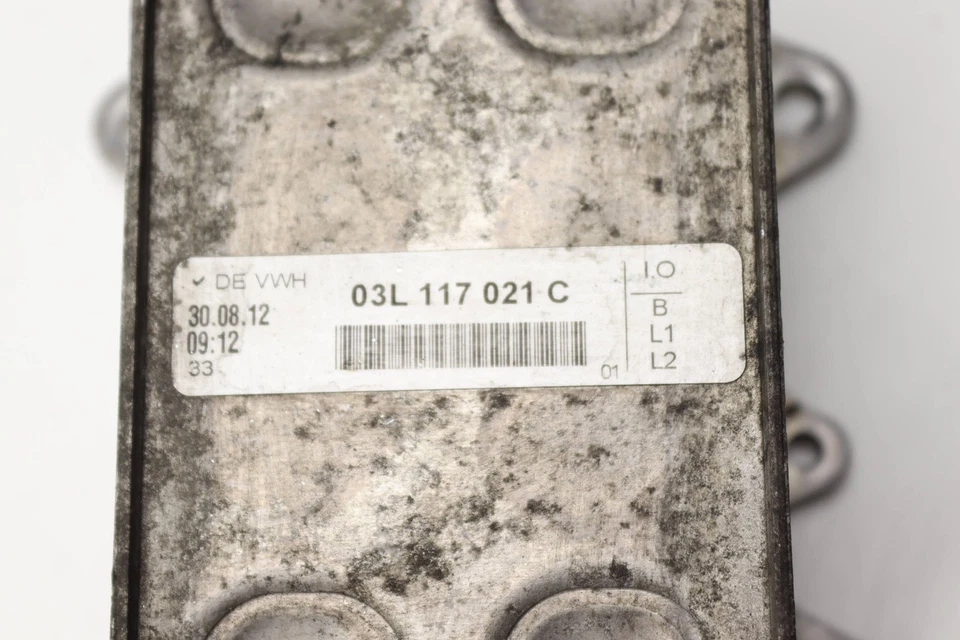 DE VWH
03L 117 021 C
30.08.12
09:12
33
01
I.O
B
L1
L2